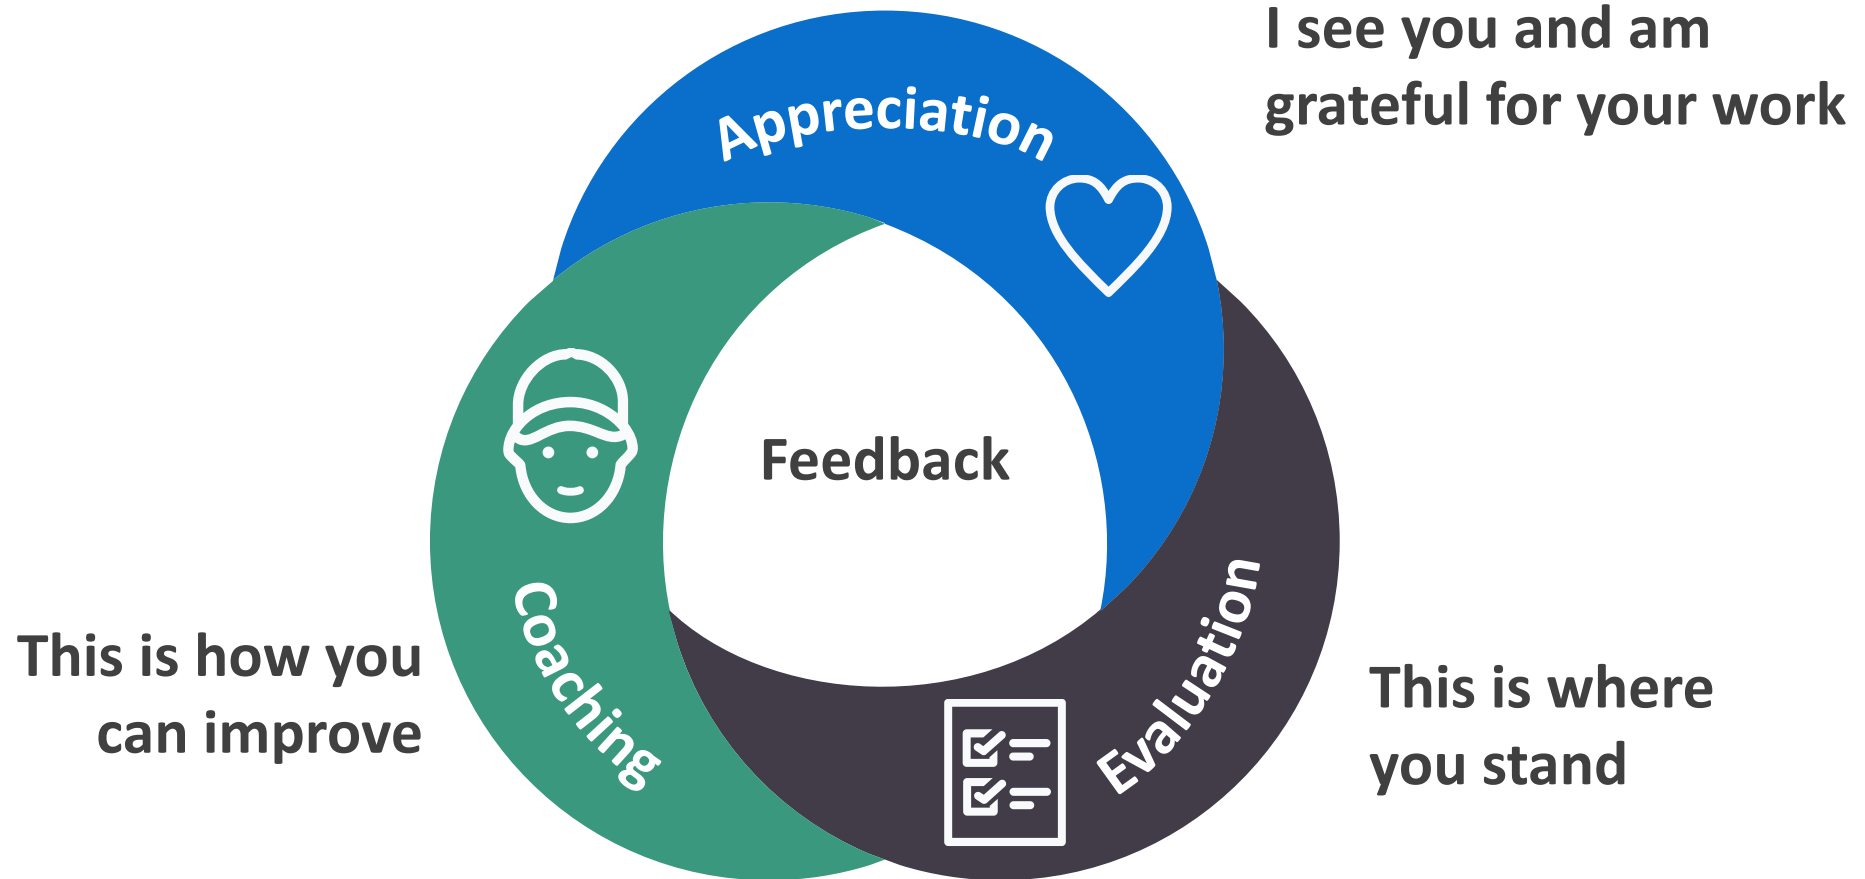 I see you and am
grateful for your work
Appreciation
Feedback
Coaching
Evaluation
This is how you
can improve
This is where
you stand